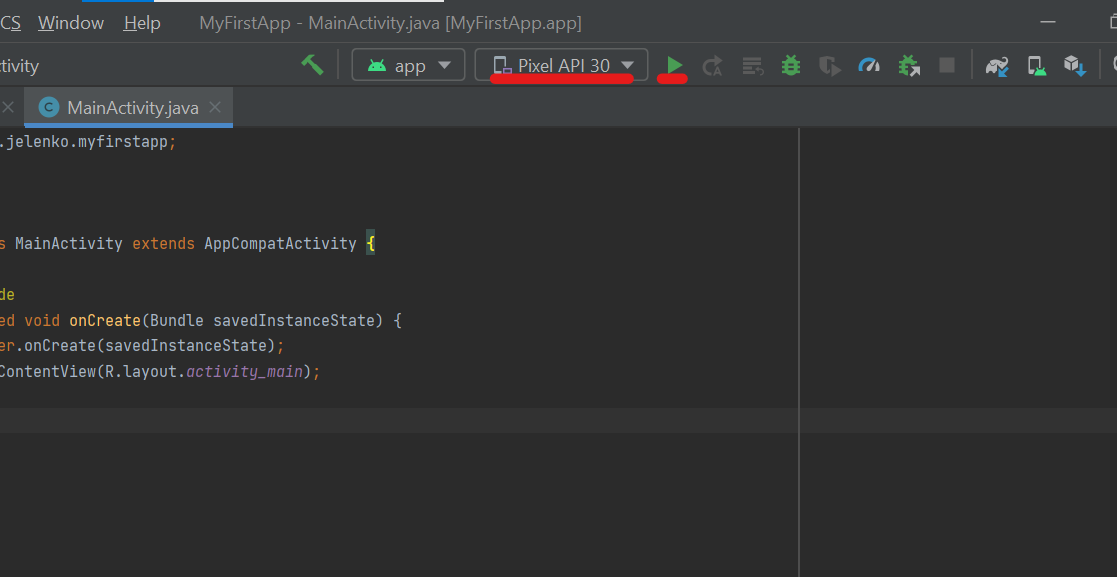 CS Window Help MyFirstApp - MainActivity.java [MyFirstApp.app]
tivity app Pixel API 30
C MainActivity.java
.jelenko.myfirstapp;
s MainActivity extends AppCompatActivity {
de
ed void onCreate(Bundle savedInstanceState) {
er.onCreate(savedInstanceState);
ContentView(R.layout.activity_main);